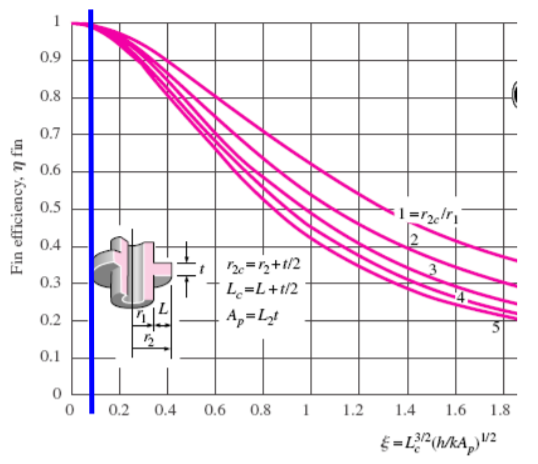 1
0.9
0.8
0.7
0.6
0.5
0.4
0.3
0.2
0.1
0
Fin efficiency, η fin
1=r2c/r1
2
3
4
5
r2c=r2+t/2
Lc=L+t/2
Ap=L2t
t
r1
L
r2
0 0.2 0.4 0.6 0.8 1 1.2 1.4 1.6 1.8
ξ=Lc^3/2(h/kAp)^1/2